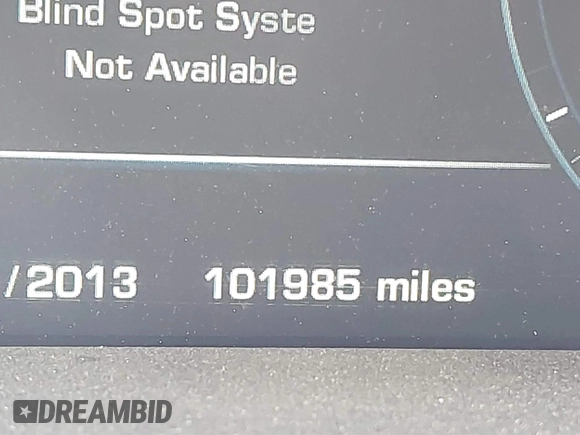 Blind Spot Syste
Not Available
/2013 101985 miles
DREAMBID